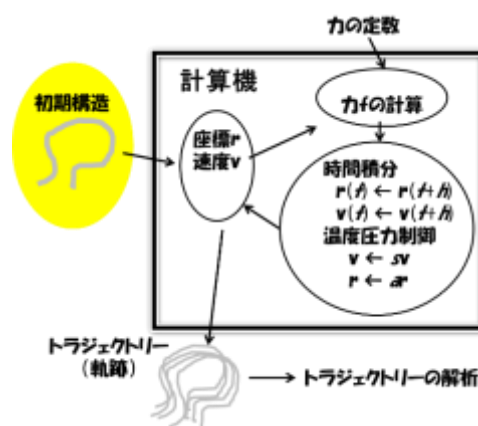 力の定数
計算機
初期構造
力fの計算
座標r
速度v
時間積分
r(t) ← r(t+h)
v(t) ← v(t+h)
温度圧力制御
v ← sv
r ← ar
トラジェクトリー
(軌跡)
トラジェクトリーの解析